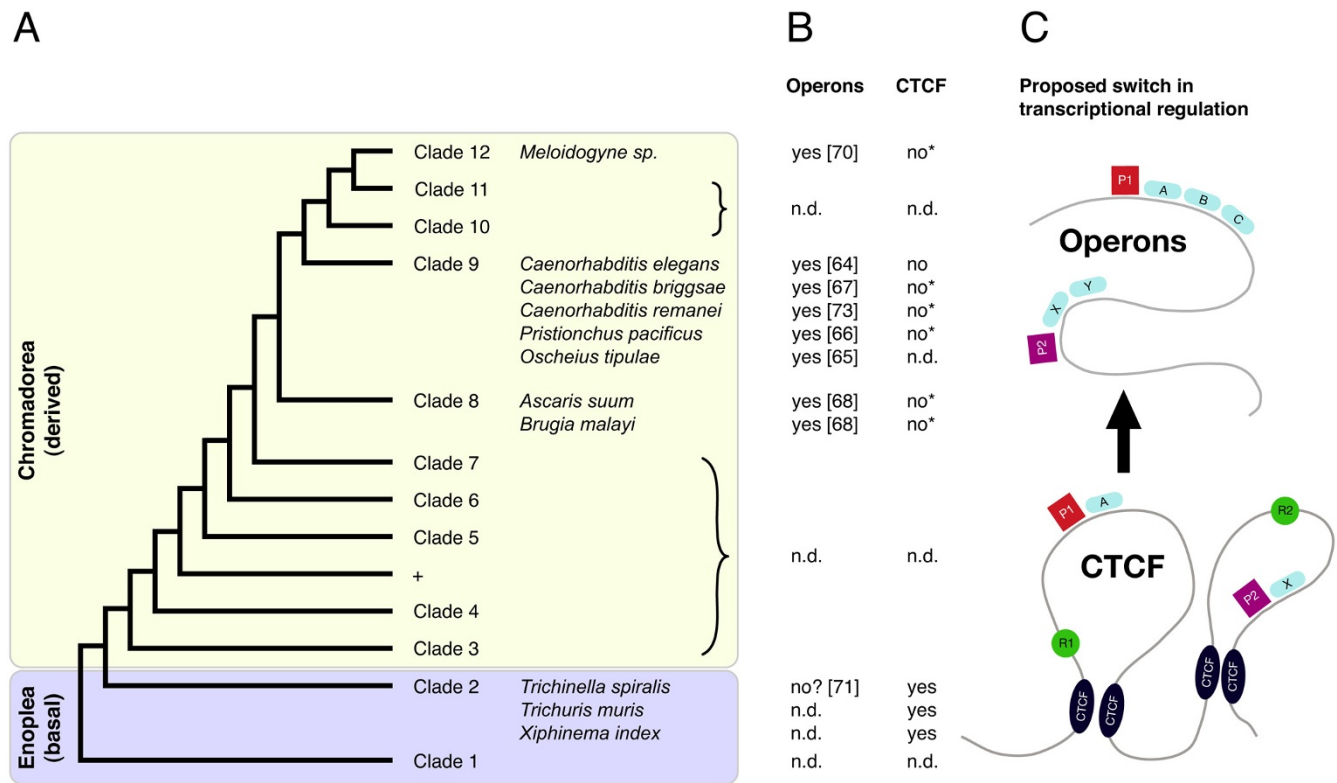 A
B
C
Operons CTCF
Proposed switch in
transcriptional regulation
Chromadorea
(derived)
Enoplea
(basal)
Clade 12 Meloidogyne sp. yes [70] no*
Clade 11
n.d. n.d.
Clade 10
Clade 9 Caenorhabditis elegans yes [64] no
Caenorhabditis briggsae yes [67] no*
Caenorhabditis remanei yes [73] no*
Pristionchus pacificus yes [66] no*
Oscheius tipulae yes [65] n.d.
Clade 8 Ascaris suum yes [68] no*
Brugia malayi yes [68] no*
Clade 7
Clade 6
Clade 5
n.d. n.d.
+
Clade 4
Clade 3
Clade 2 Trichinella spiralis no? [71] yes
Trichuris muris n.d. yes
Xiphinema index n.d. yes
Clade 1 n.d. n.d.
P1 A B C
Operons
Y
X
P2
P1 A
R2
CTCF
P2 X
R1
CTCF CTCF
CTCF CTCF